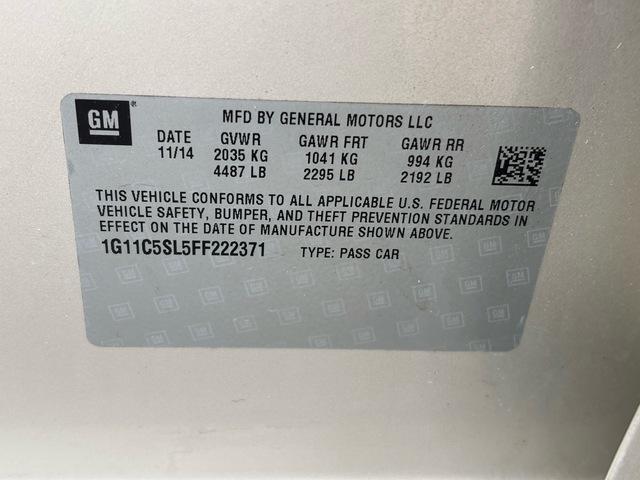 GM
MFD BY GENERAL MOTORS LLC
DATE GVWR GAWR FRT GAWR RR
11/14 2035 KG 1041 KG 994 KG
4487 LB 2295 LB 2192 LB
THIS VEHICLE CONFORMS TO ALL APPLICABLE U.S. FEDERAL MOTOR
VEHICLE SAFETY, BUMPER, AND THEFT PREVENTION STANDARDS IN
EFFECT ON THE DATE OF MANUFACTURE SHOWN ABOVE.
1G11C5SL5FF222371 TYPE: PASS CAR